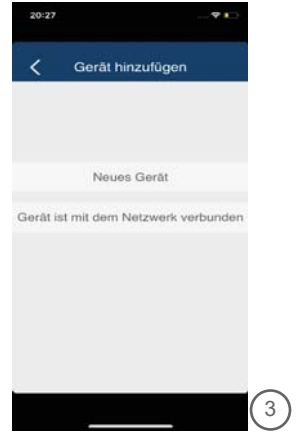 20:27
Gerät hinzufügen
Neues Gerät
Gerät ist mit dem Netzwerk verbunden
3